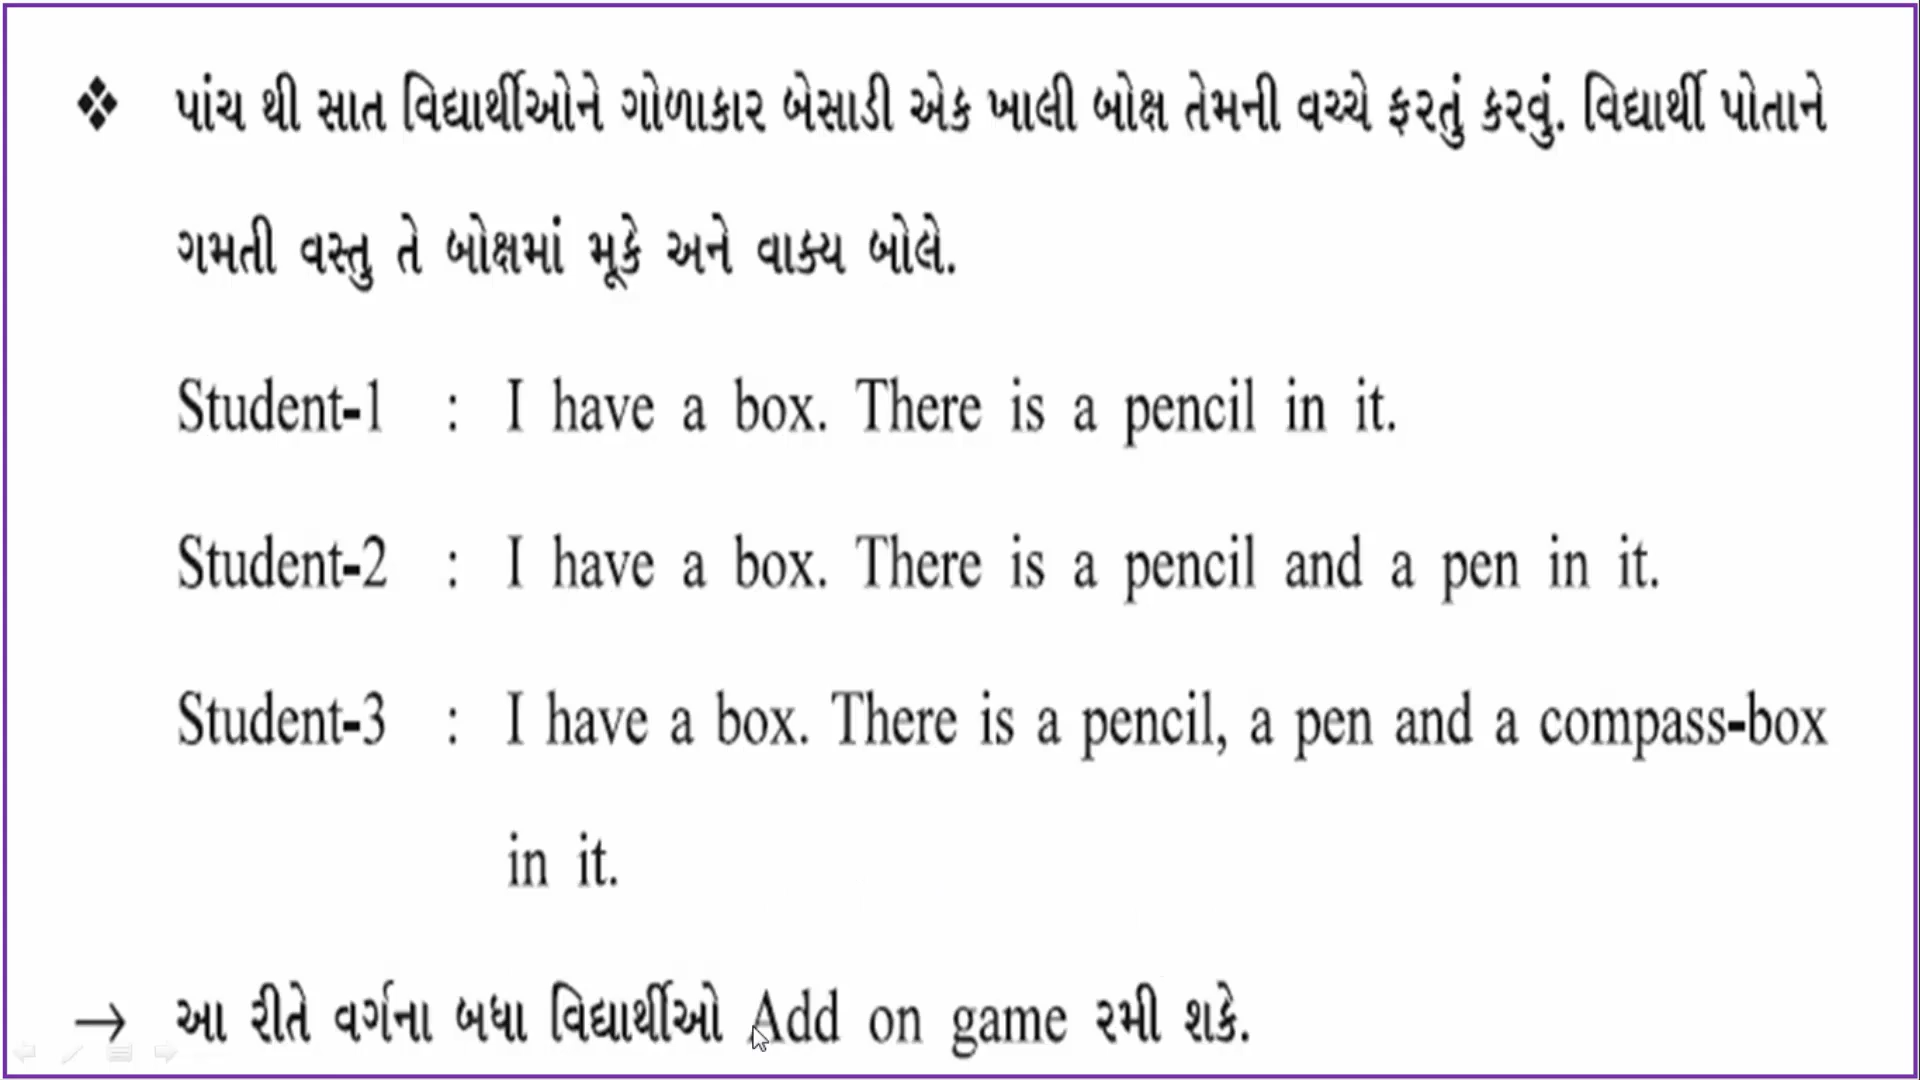 ❖ પાંચ થી સાત વિદ્યાર્થીઓને ગોળાકાર બેસાડી એક ખાલી બોક્ષ તેમની વચ્ચે ફરતું કરવું. વિદ્યાર્થી પોતાને
ગમતી વસ્તુ તે બોક્ષમાં મૂકે અને વાક્ય બોલે.
Student-1 : I have a box. There is a pencil in it.
Student-2 : I have a box. There is a pencil and a pen in it.
Student-3 : I have a box. There is a pencil, a pen and a compass-box
in it.
→ આ રીતે વર્ગના બધા વિદ્યાર્થીઓ Add on game રમી શકે.